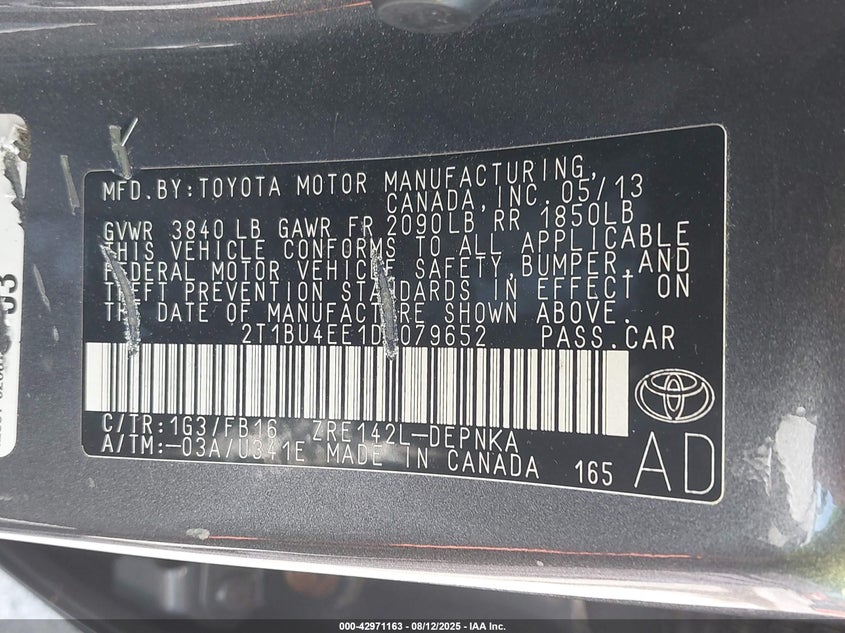 MFD.BY:TOYOTA MOTOR MANUFACTURING,
CANADA,INC.05/13
GVWR 3840LB GAWR FR 2090LB RR 1850LB
THIS VEHICLE CONFORMS TO ALL APPLICABLE
FEDERAL MOTOR VEHICLE SAFETY,BUMPER,AND
THEFT PREVENTION STANDARDS IN EFFECT ON
THE DATE OF MANUFACTURE SHOWN ABOVE.
PASS.CAR
C/TR:1G3/FB16 ZRE142L-DEPNKA
A/TM:-03A/U341E MADE IN CANADA 165 AD
000-42971163 - 08/12/2025 - IAA Inc.